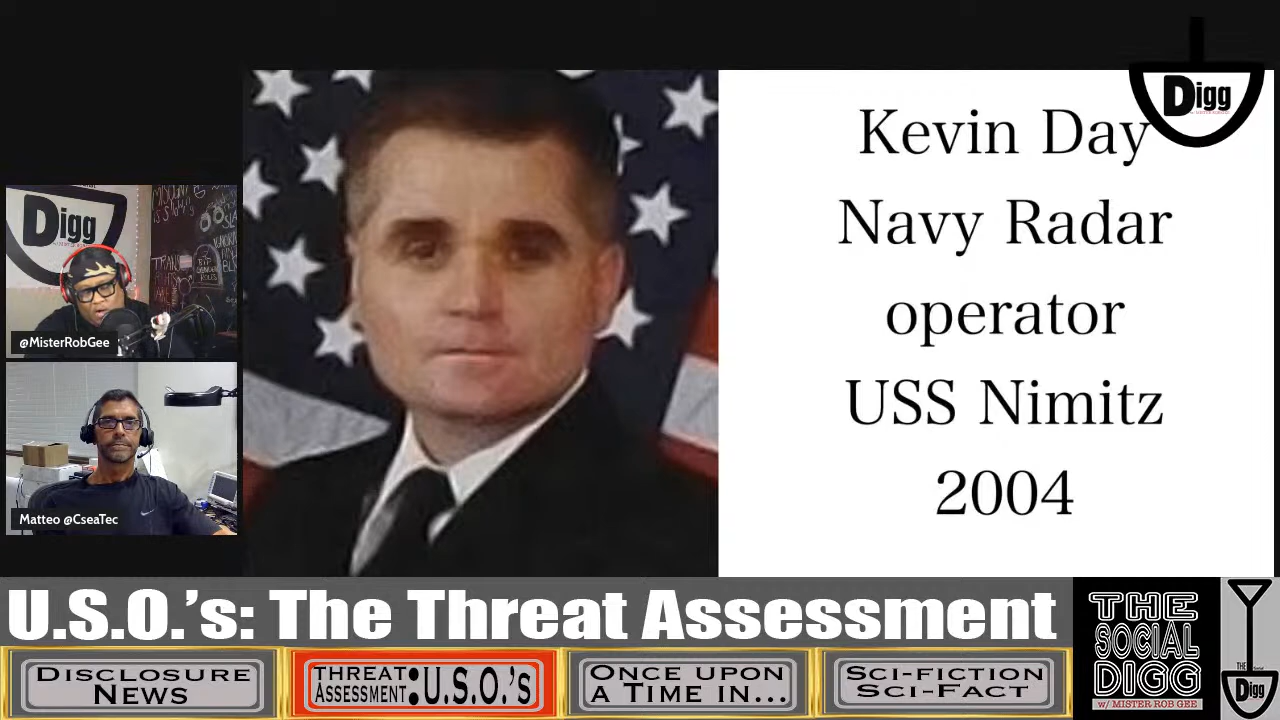 Kevin Day
Navy Radar
operator
USS Nimitz
2004
Digg
Digg
@MisterRobGee
Matteo @CseaTec
U.S.O.'s: The Threat Assessment
DISCLOSURE
NEWS
THREAT
ASSESSMENT:U.S.O.'s
ONCE UPON
A TIME IN...
SCI-FICTION
SCI-FACT
THE
SOCIAL
DIGG
w/ MISTER ROB GEE
THE
Digg